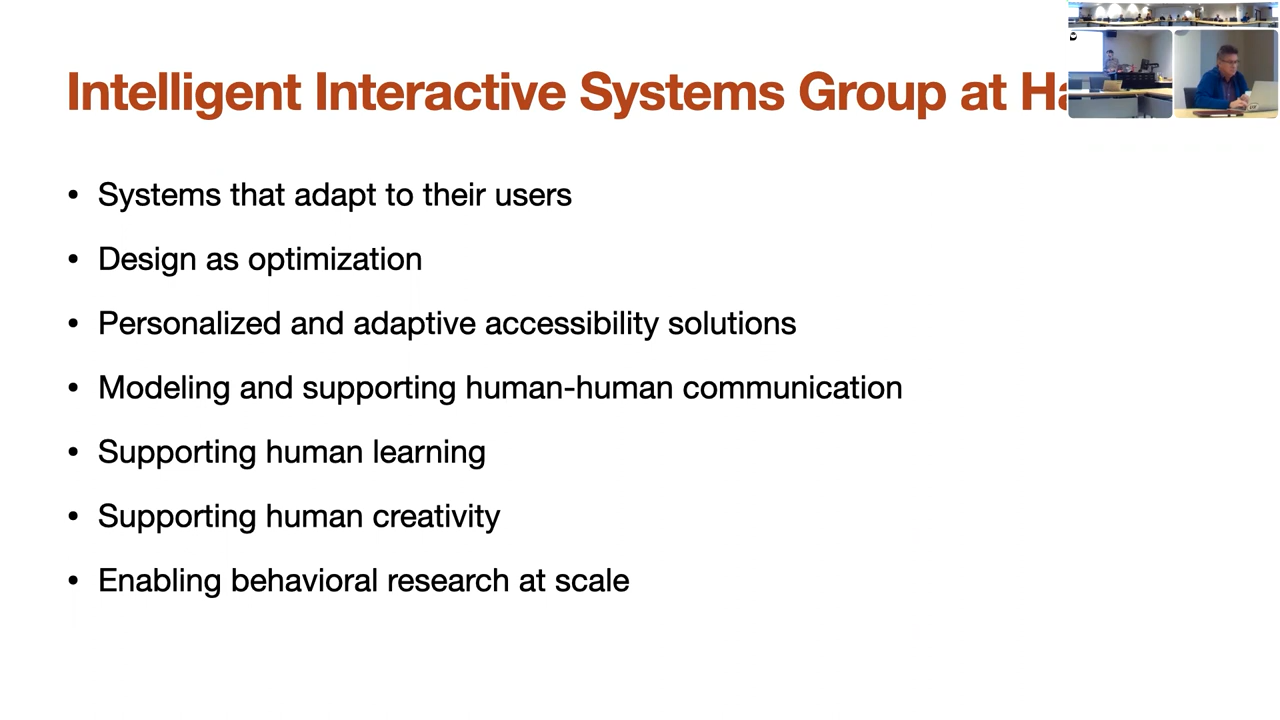 Intelligent Interactive Systems Group at
Systems that adapt to their users
Design as optimization
Personalized and adaptive accessibility solutions
Modeling and supporting human-human communication
Supporting human learning
Supporting human creativity
Enabling behavioral research at scale